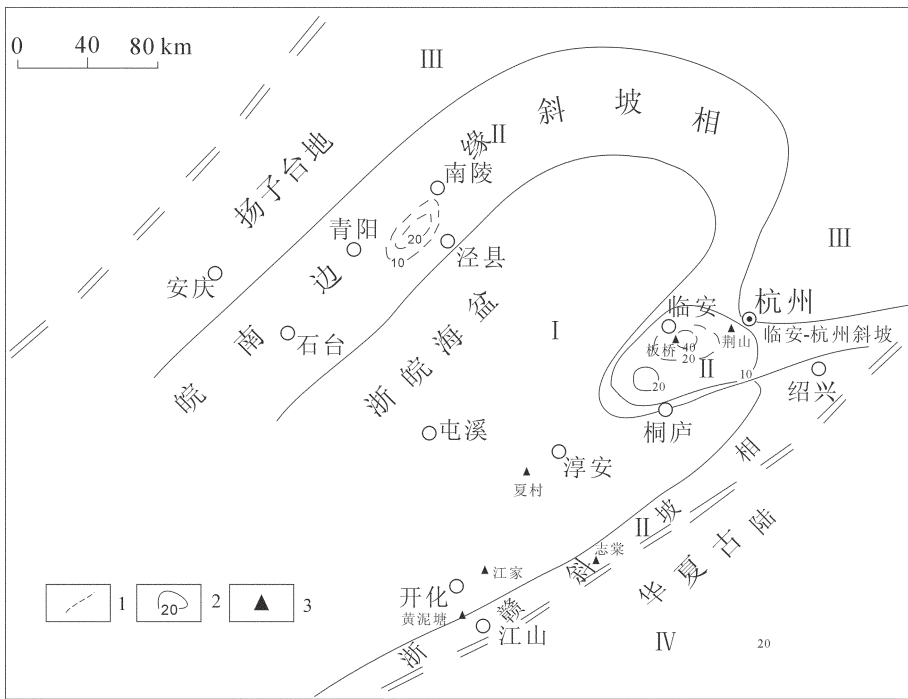 0 40 80 km
III
皖南边缘斜坡相
II
扬子台地
南陵
青阳
20
10
泾县
安庆
石台
III
浙皖海盆
I
临安
杭州
荆山
临安-杭州斜坡
板桥
40
20
II
10
20
绍兴
桐庐
屯溪
淳安
夏村
浙赣斜坡相
II
志棠
华夏古陆
江家
开化
黄泥塘
江山
IV
20
1
20
2
3